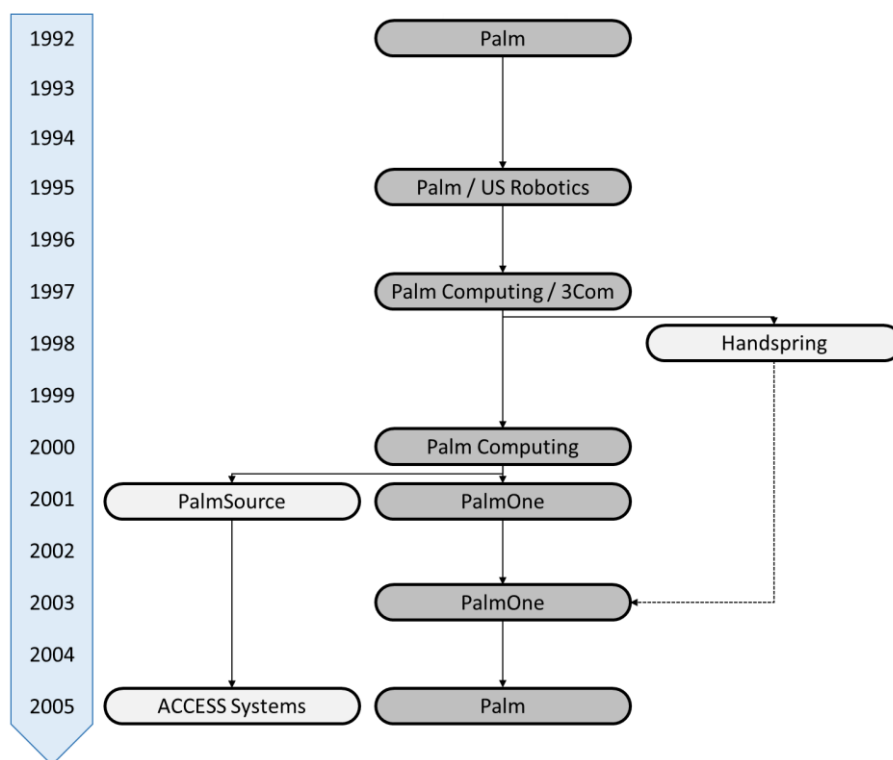 1992
Palm
1993
1994
1995
Palm / US Robotics
1996
1997
Palm Computing / 3Com
1998
Handspring
1999
2000
Palm Computing
2001
PalmSource
PalmOne
2002
2003
PalmOne
2004
2005
ACCESS Systems
Palm